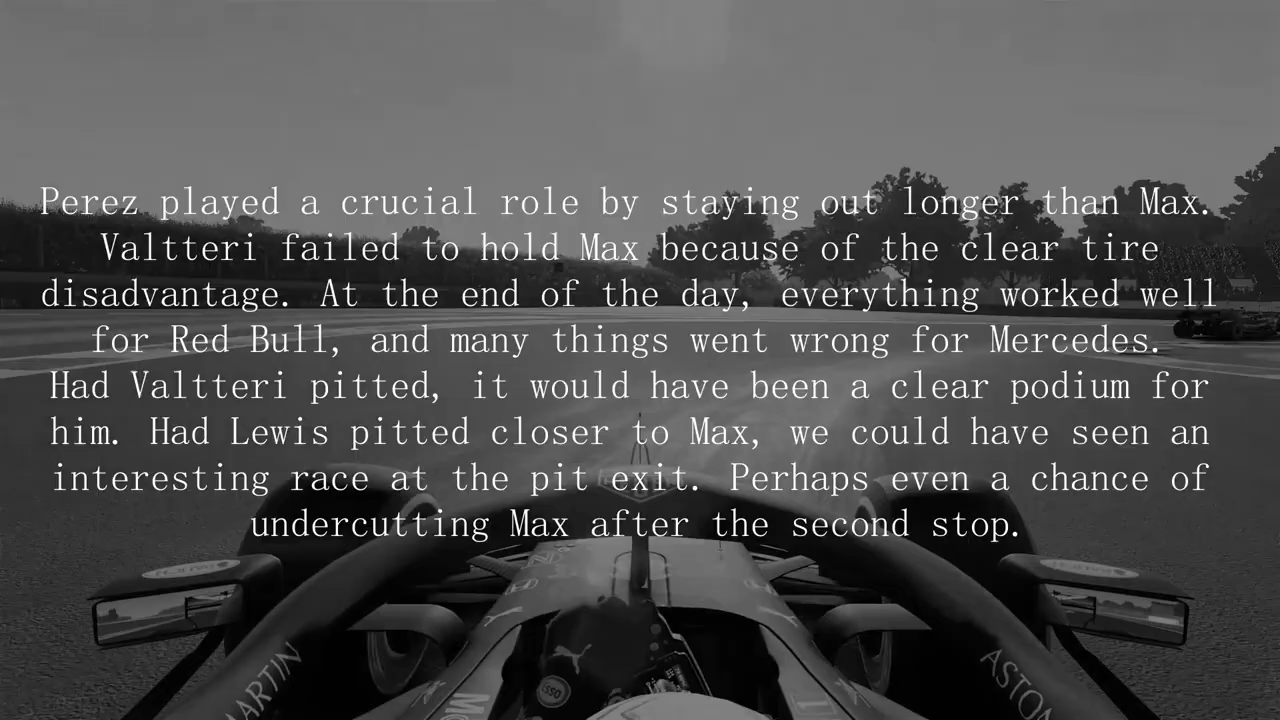 Perez played a crucial role by staying out longer than Max.
Valtteri failed to hold Max because of the clear tire
disadvantage. At the end of the day, everything worked well
for Red Bull, and many things went wrong for Mercedes.
Had Valtteri pitted, it would have been a clear podium for
him. Had Lewis pitted closer to Max, we could have seen an
interesting race at the pit exit. Perhaps even a chance of
undercutting Max after the second stop.
MARTIN
ASTON
Esso